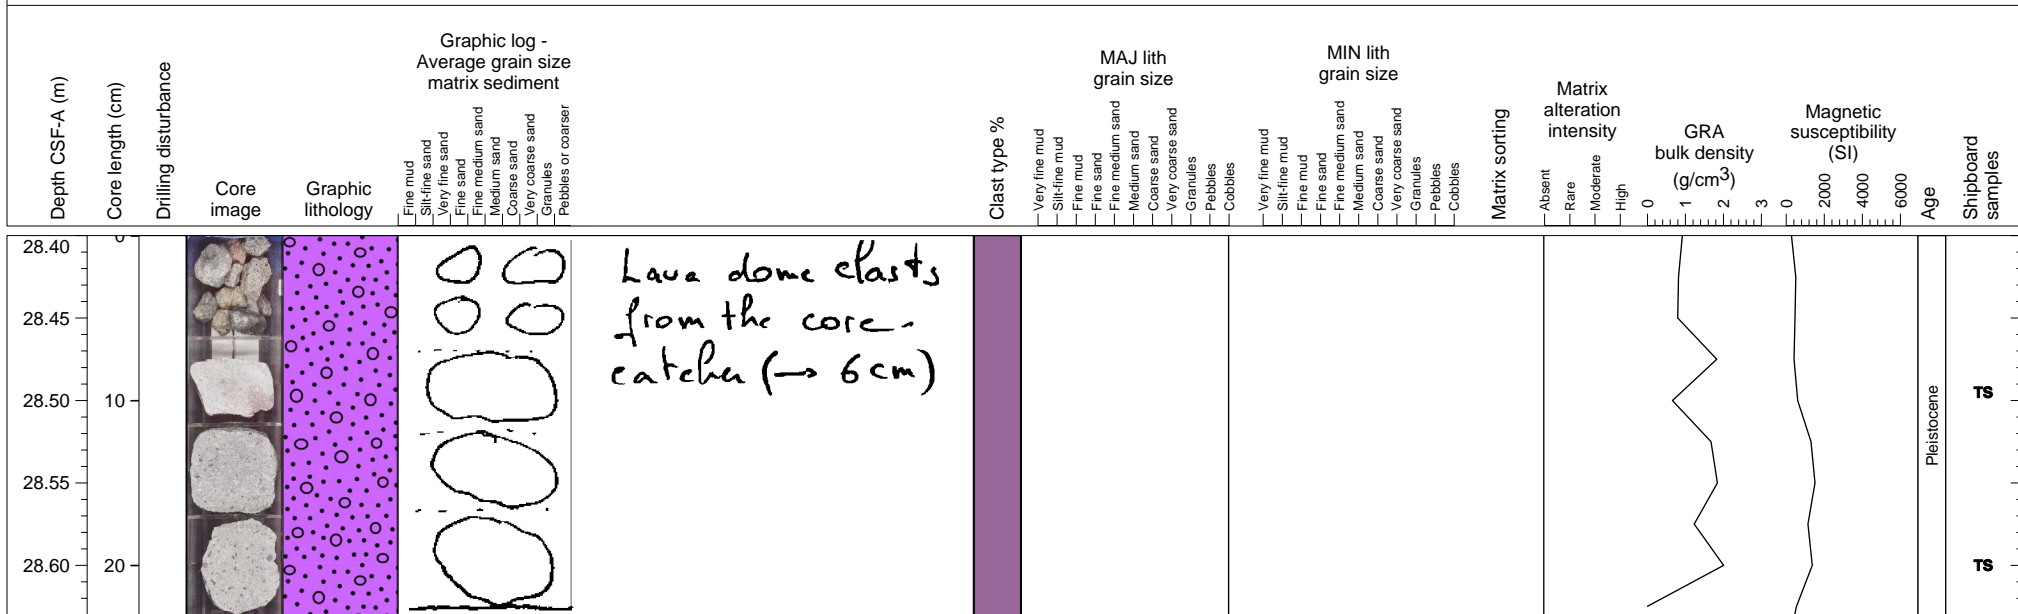 Depth CSF-A (m)
Core length (cm)
Drilling disturbance
Core
image
Graphic
lithology
Graphic log -
Average grain size
matrix sediment
Fine mud
Silt-fine sand
Very fine sand
Fine sand
Fine medium sand
Medium sand
Coarse sand
Very coarse sand
Granules
Pebbles or coarser
Clast type %
MAJ lith
grain size
Very fine mud
Silt-fine mud
Fine mud
Fine sand
Fine medium sand
Medium sand
Coarse sand
Very coarse sand
Granules
Pebbles
Cobbles
MIN lith
grain size
Very fine mud
Silt-fine mud
Fine mud
Fine sand
Fine medium sand
Medium sand
Coarse sand
Very coarse sand
Granules
Pebbles
Cobbles
Matrix sorting
Matrix
alteration
intensity
Absent
Rare
Moderate
High
GRA
bulk density
(g/cm3)
0 1 2 3
Magnetic
susceptibility
(SI)
0 2000 4000 6000
Age
Shipboard
samples
28.40
28.45
28.50
28.55
28.60
0
10
20
Lava dome clasts
from the core-
catcher (→ 6 cm)
Pleistocene
TS
TS